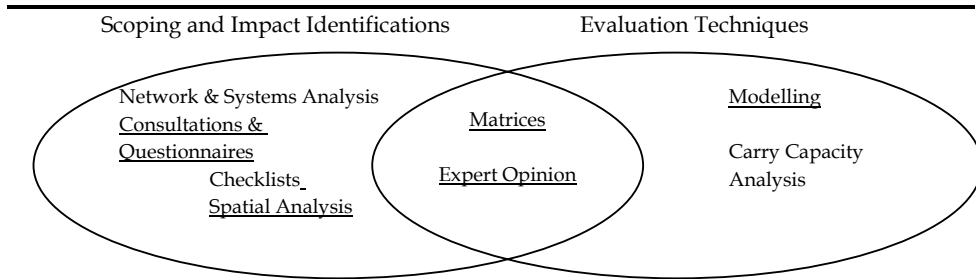 Scoping and Impact Identifications
Evaluation Techniques
Network & Systems Analysis
Consultations &
Questionnaires
Checklists
Spatial Analysis
Matrices
Expert Opinion
Modelling
Carry Capacity
Analysis